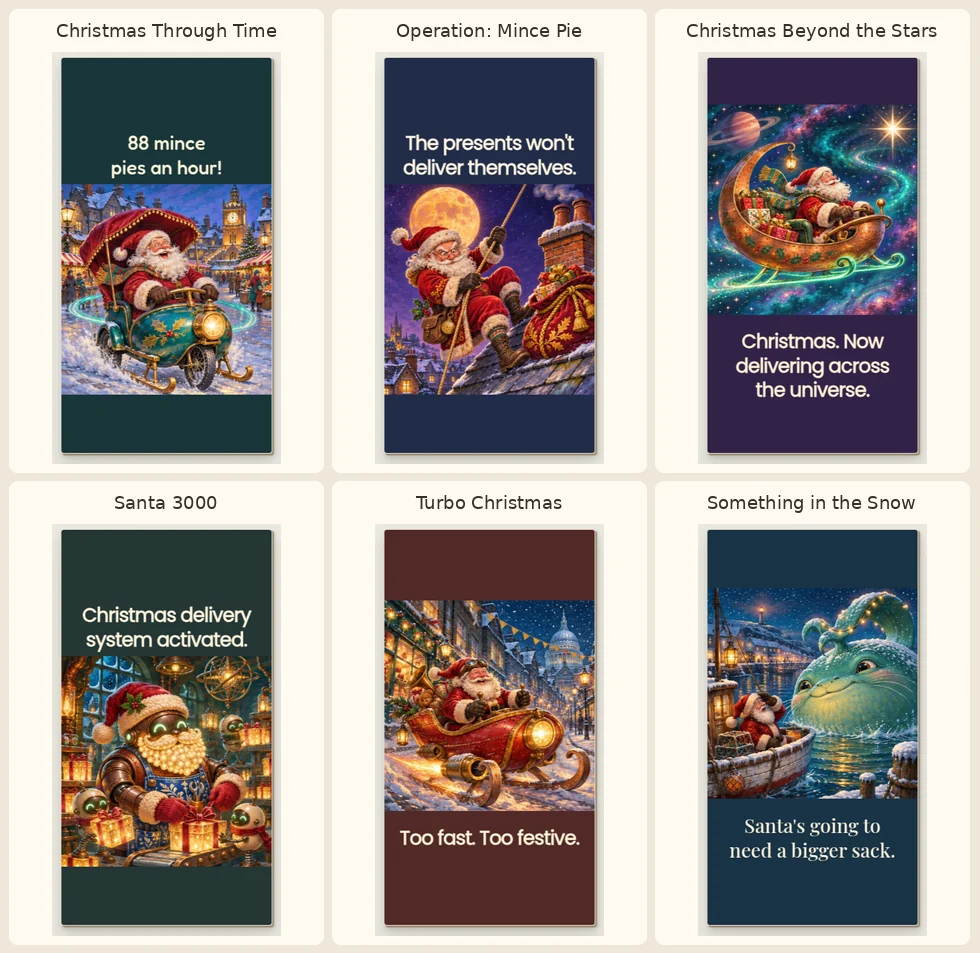 Christmas Through Time
88 mince
pies an hour!
Operation: Mince Pie
The presents won't
deliver themselves.
Christmas Beyond the Stars
Christmas. Now
delivering across
the universe.
Santa 3000
Christmas delivery
system activated.
Turbo Christmas
Too fast. Too festive.
Something in the Snow
Santa's going to
need a bigger sack.